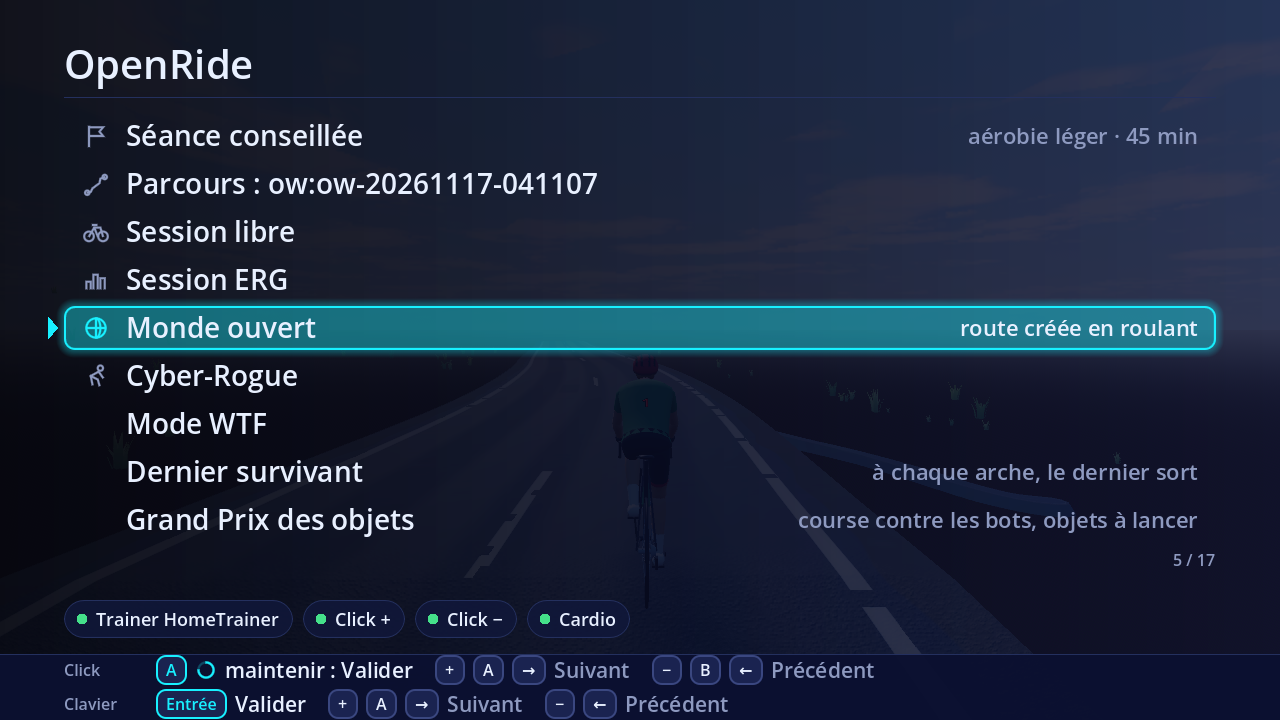 OpenRide
Séance conseillée aérobie léger · 45 min
Parcours : ow:ow-20261117-041107
Session libre
Session ERG
Monde ouvert route créée en roulant
Cyber-Rogue
Mode WTF
Dernier survivant à chaque arche, le dernier sort
Grand Prix des objets course contre les bots, objets à lancer
5 / 17
Trainer HomeTrainer Click + Click − Cardio
Click A maintenir : Valider + A → Suivant − B ← Précédent
Clavier Entrée Valider + A → Suivant − ← Précédent